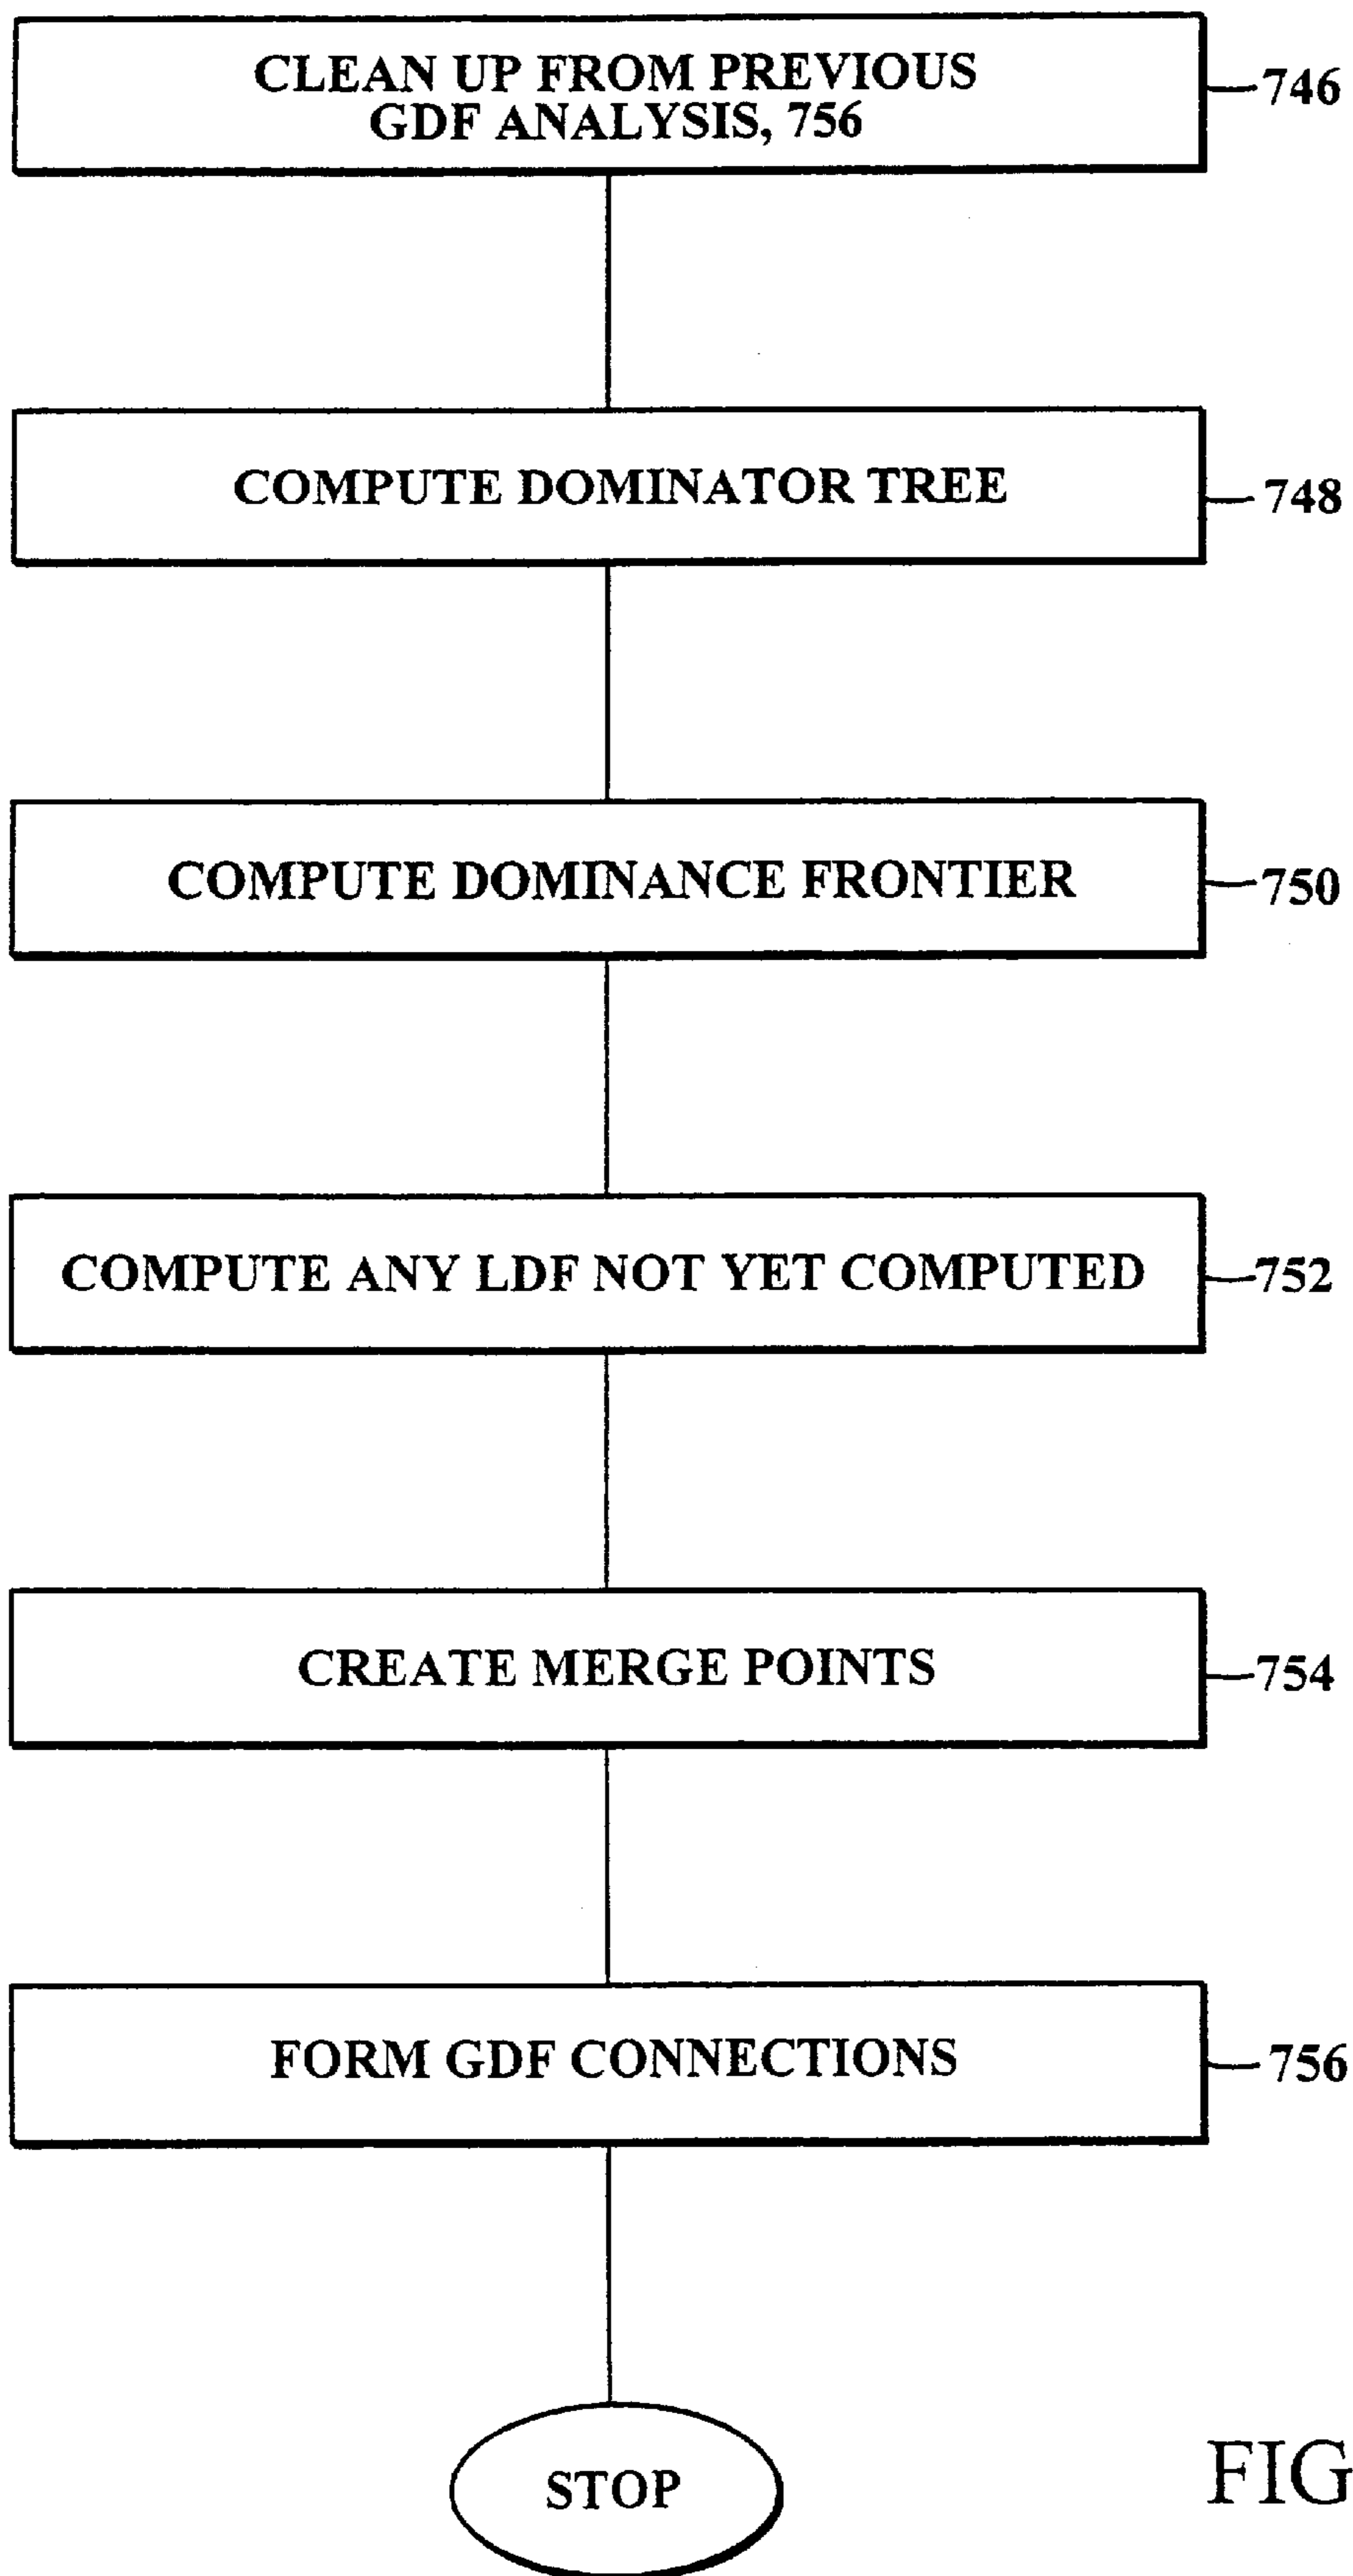 CLEAN UP FROM PREVIOUS
GDF ANALYSIS, 756
746
COMPUTE DOMINATOR TREE
748
COMPUTE DOMINANCE FRONTIER
750
COMPUTE ANY LDF NOT YET COMPUTED
752
CREATE MERGE POINTS
754
FORM GDF CONNECTIONS
756
STOP
FIG